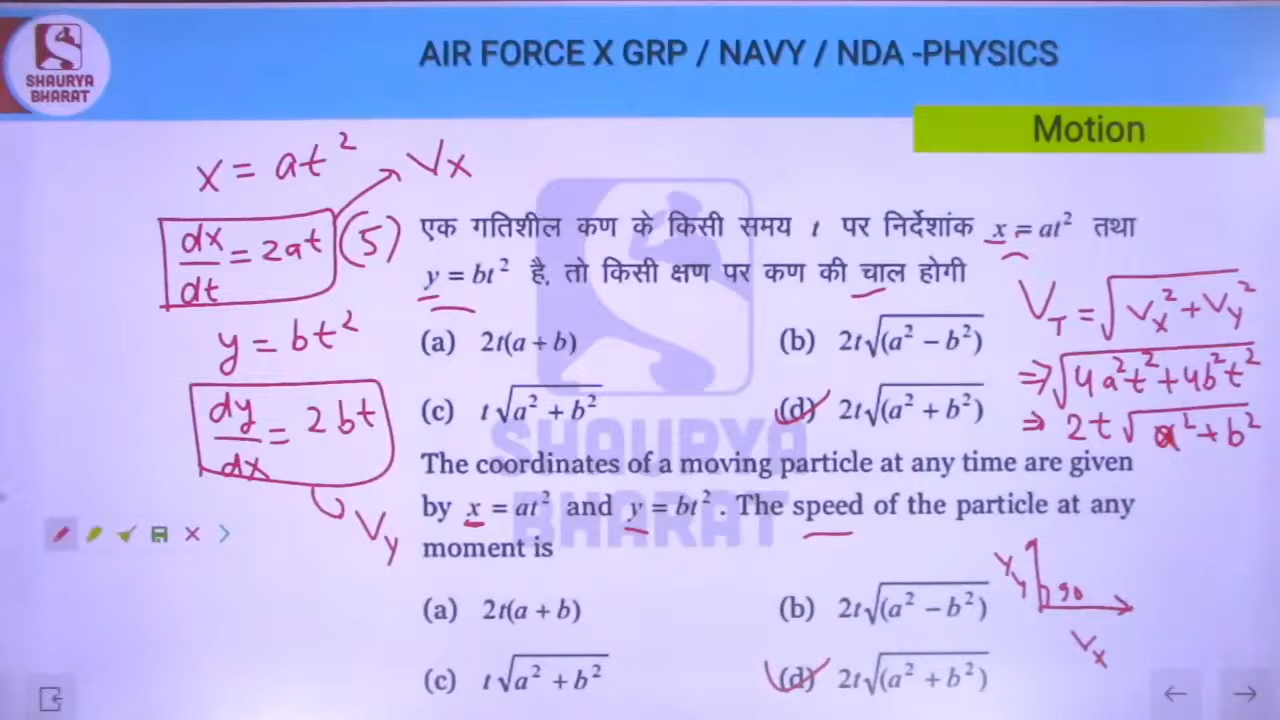 SHAURYA
BHARAT
AIR FORCE X GRP / NAVY / NDA -PHYSICS
Motion
x = at²
Vx
dx/dt = 2at
y = bt²
dy/dx = 2bt
Vy
(5) एक गतिशील कण के किसी समय t पर निर्देशांक x = at² तथा
y = bt² है, तो किसी क्षण पर कण की चाल होगी
(a) 2t(a + b) (b) 2t√(a² − b²)
(c) t√a² + b² (d) 2t√(a² + b²)
V_T = √Vx² + Vy²
⇒ √4a²t² + 4b²t²
⇒ 2t √a² + b²
SHAURYA
BHARAT
The coordinates of a moving particle at any time are given
by x = at² and y = bt². The speed of the particle at any
moment is
(a) 2t(a + b) (b) 2t√(a² − b²)
(c) t√a² + b² (d) 2t√(a² + b²)
Vy
90
Vx